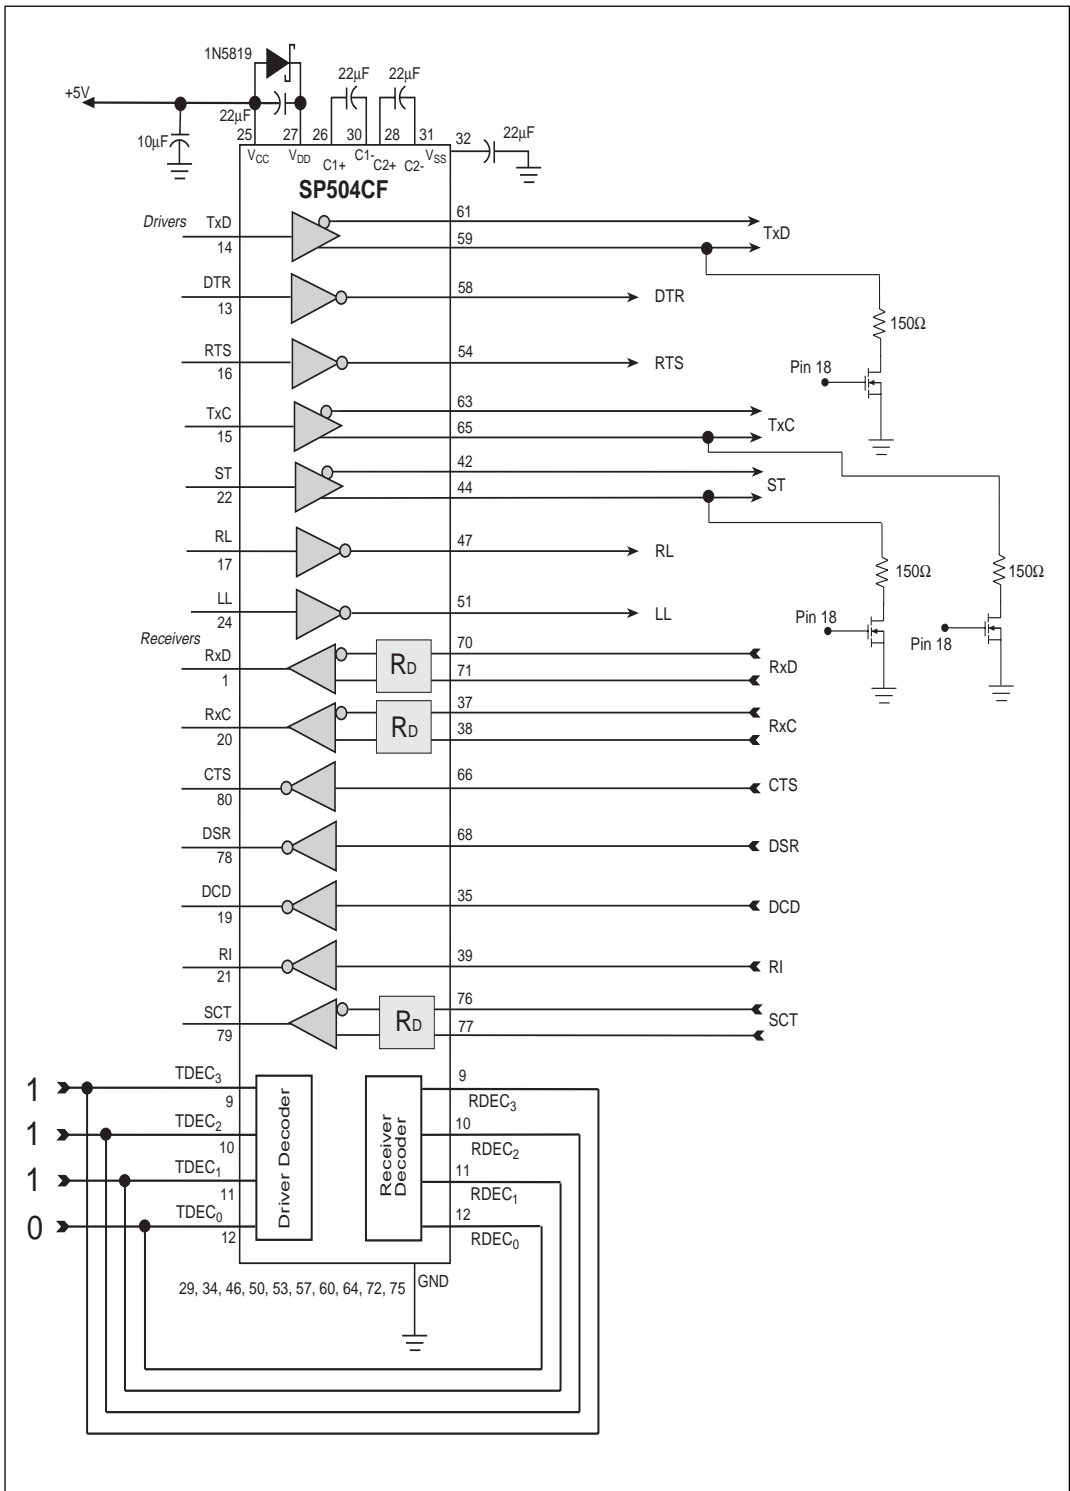 1N5819
22µF 22µF
+5V
22µF
10µF
25 27 26 30 28 31 32 22µF
VCC VDD C1+ C1- C2+ C2- VSS
SP504CF
Drivers TxD 61
14 59 TxD
DTR 58 DTR
13
150Ω
RTS 54 RTS
16
Pin 18
TxC 63
15 65 TxC
ST 42
22 44 ST
RL 47 RL
17
150Ω 150Ω
LL 51 LL
24
Pin 18 Pin 18
Receivers
RxD RD 70
1 71 RxD
RxC RD 37
20 38 RxC
CTS 66 CTS
80
DSR 68 DSR
78
DCD 35 DCD
19
RI 39 RI
21
SCT RD 76
79 77 SCT
1 TDEC3 9
9 RDEC3
1 TDEC2 10
10 RDEC2
1 TDEC1 11
11 RDEC1
0 TDEC0 12
12 RDEC0
Driver Decoder
Receiver Decoder
29, 34, 46, 50, 53, 57, 60, 64, 72, 75 GND